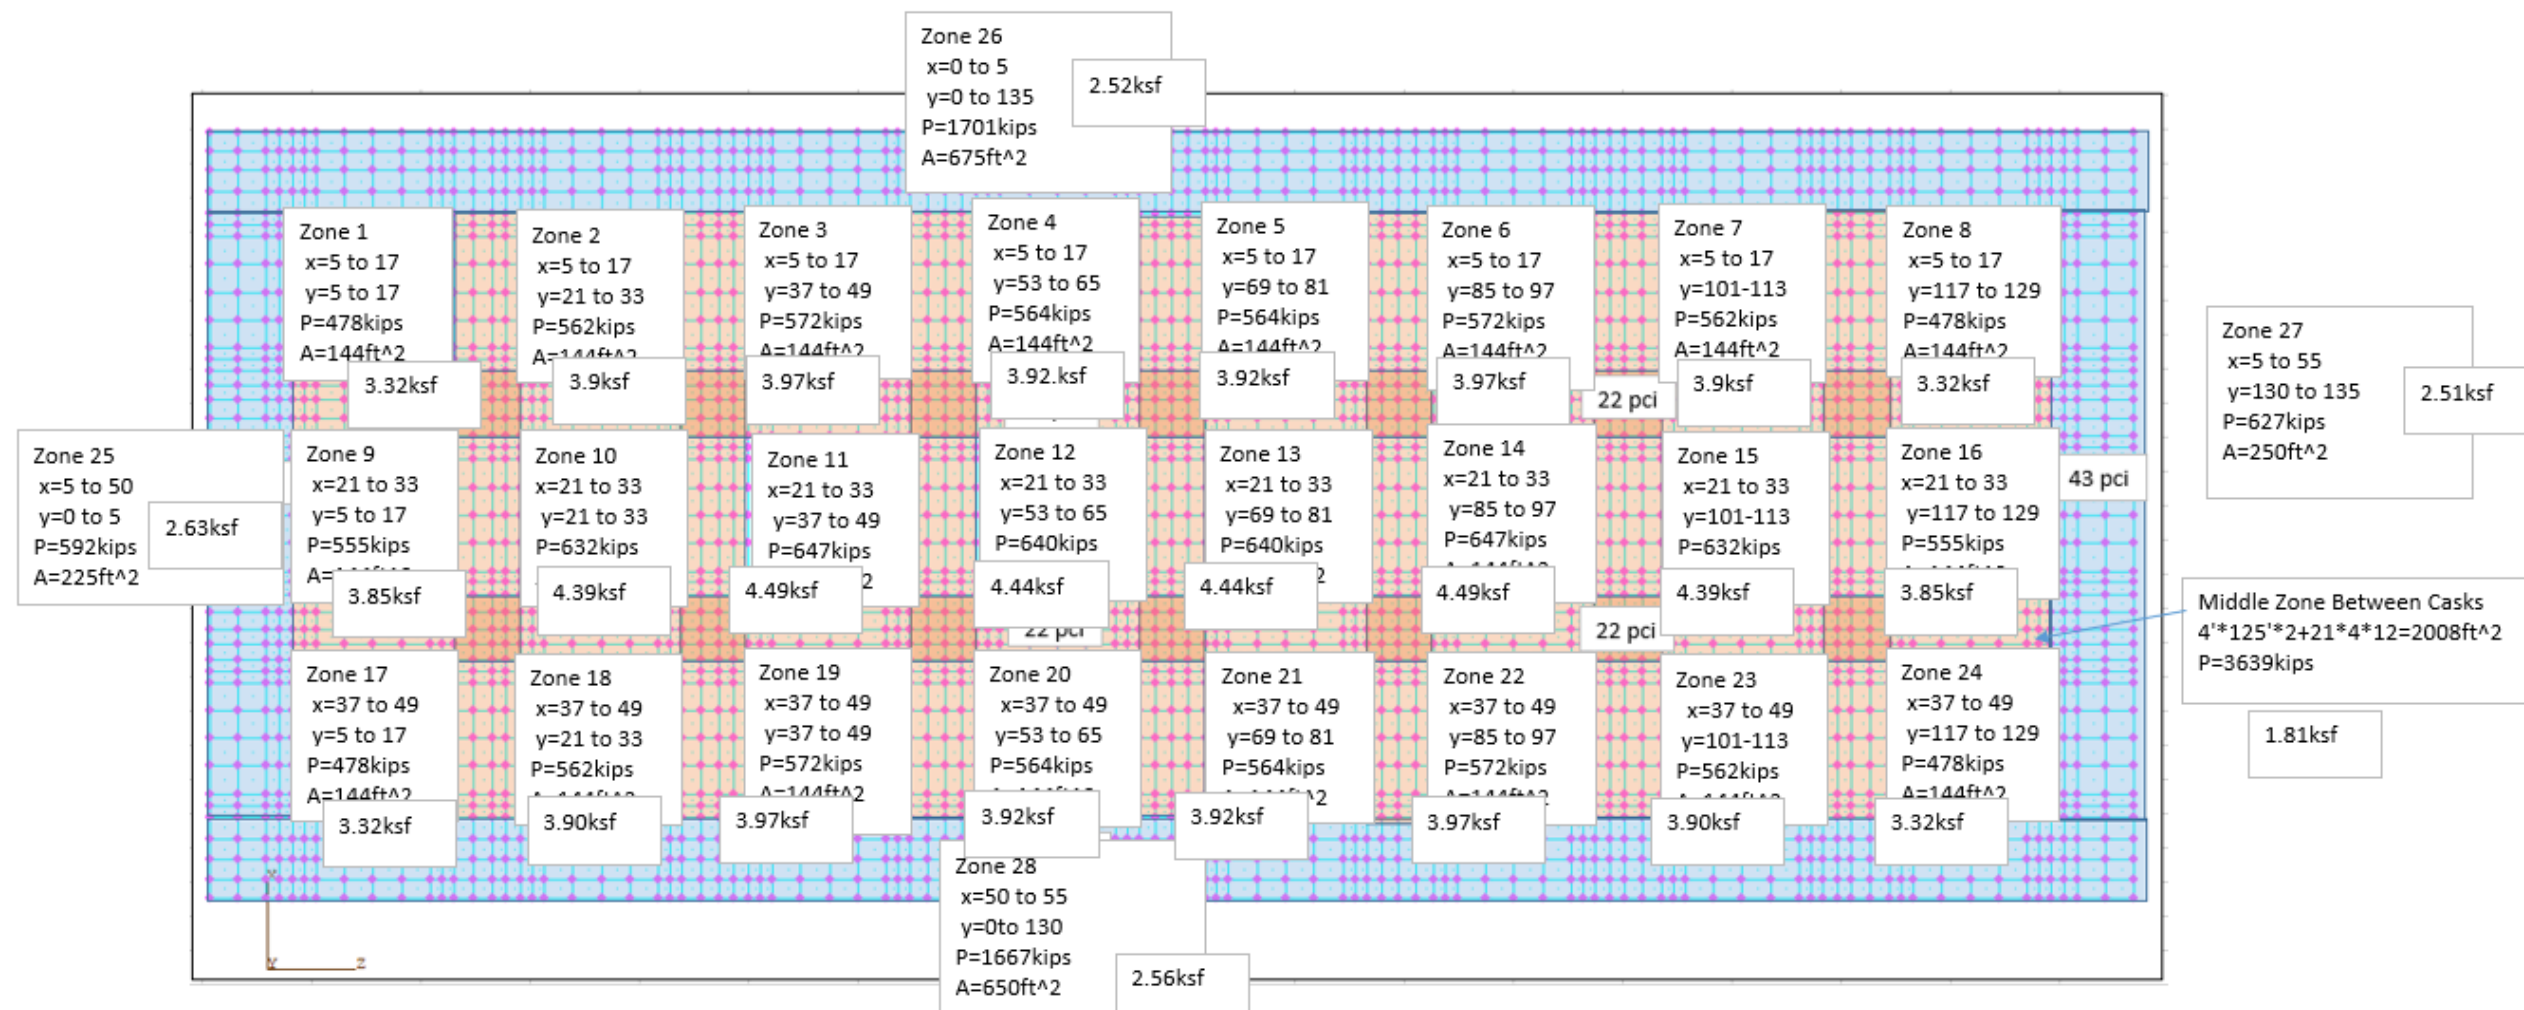 Zone 26
x=0 to 5
y=0 to 135
P=1701kips
A=675ft^2
2.52ksf
Zone 1
x=5 to 17
y=5 to 17
P=478kips
A=144ft^2
3.32ksf
Zone 2
x=5 to 17
y=21 to 33
P=562kips
A=144ft^2
3.9ksf
Zone 3
x=5 to 17
y=37 to 49
P=572kips
A=144ft^2
3.97ksf
Zone 4
x=5 to 17
y=53 to 65
P=564kips
A=144ft^2
3.92.ksf
Zone 5
x=5 to 17
y=69 to 81
P=564kips
A=144ft^2
3.92ksf
Zone 6
x=5 to 17
y=85 to 97
P=572kips
A=144ft^2
3.97ksf
22 pci
Zone 7
x=5 to 17
y=101-113
P=562kips
A=144ft^2
3.9ksf
Zone 8
x=5 to 17
y=117 to 129
P=478kips
A=144ft^2
3.32ksf
Zone 27
x=5 to 55
y=130 to 135
P=627kips
A=250ft^2
2.51ksf
Zone 25
x=5 to 50
y=0 to 5
P=592kips
A=225ft^2
2.63ksf
Zone 9
x=21 to 33
y=5 to 17
P=555kips
3.85ksf
Zone 10
x=21 to 33
y=21 to 33
P=632kips
4.39ksf
Zone 11
x=21 to 33
y=37 to 49
P=647kips
2
4.49ksf
Zone 12
x=21 to 33
y=53 to 65
P=640kips
4.44ksf
22 pci
Zone 13
x=21 to 33
y=69 to 81
P=640kips
2
4.44ksf
Zone 14
x=21 to 33
y=85 to 97
P=647kips
4.49ksf
22 pci
Zone 15
x=21 to 33
y=101-113
P=632kips
4.39ksf
Zone 16
x=21 to 33
y=117 to 129
P=555kips
3.85ksf
43 pci
Middle Zone Between Casks
4'*125'*2+21*4*12=2008ft^2
P=3639kips
1.81ksf
Zone 17
x=37 to 49
y=5 to 17
P=478kips
A=144ft^2
3.32ksf
Zone 18
x=37 to 49
y=21 to 33
P=562kips
3.90ksf
Zone 19
x=37 to 49
y=37 to 49
P=572kips
A=144ft^2
3.97ksf
Zone 20
x=37 to 49
y=53 to 65
P=564kips
3.92ksf
Zone 21
x=37 to 49
y=69 to 81
P=564kips
3.92ksf
Zone 22
x=37 to 49
y=85 to 97
P=572kips
A=144ft^2
3.97ksf
Zone 23
x=37 to 49
y=101-113
P=562kips
3.90ksf
Zone 24
x=37 to 49
y=117 to 129
P=478kips
A=144ft^2
3.32ksf
Zone 28
x=50 to 55
y=0to 130
P=1667kips
A=650ft^2
2.56ksf
X
Y
Z